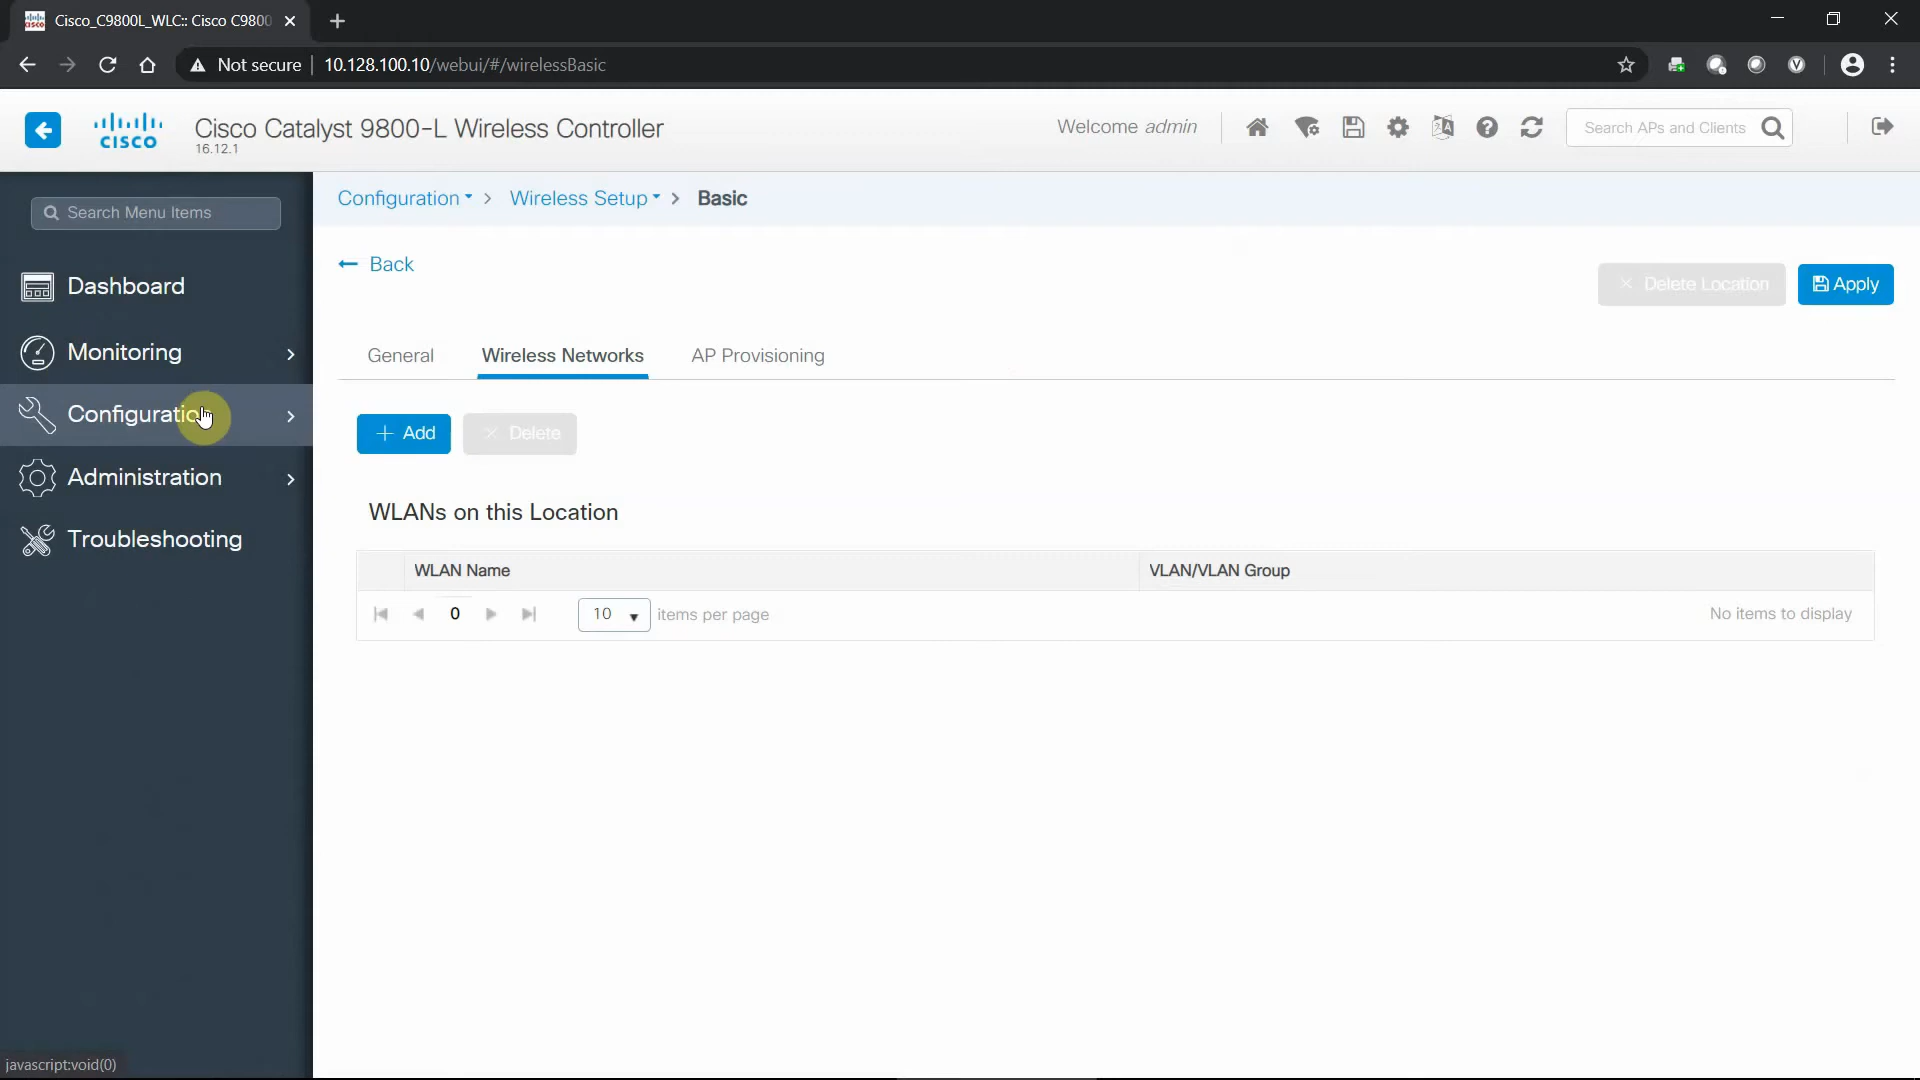 Cisco_C9800L_WLC:: Cisco C9800
Not secure
10.128.100.10/webui/#/wirelessBasic
CISCO
Cisco Catalyst 9800-L Wireless Controller
16.12.1
Welcome admin
Search APs and Clients
Search Menu Items
Configuration > Wireless Setup > Basic
Back
Dashboard
Delete Location
Apply
Monitoring
General
Wireless Networks
AP Provisioning
Configuration
Add
Delete
Administration
WLANs on this Location
Troubleshooting
WLAN Name
VLAN/VLAN Group
0
10
items per page
No items to display
javascript:void(0)